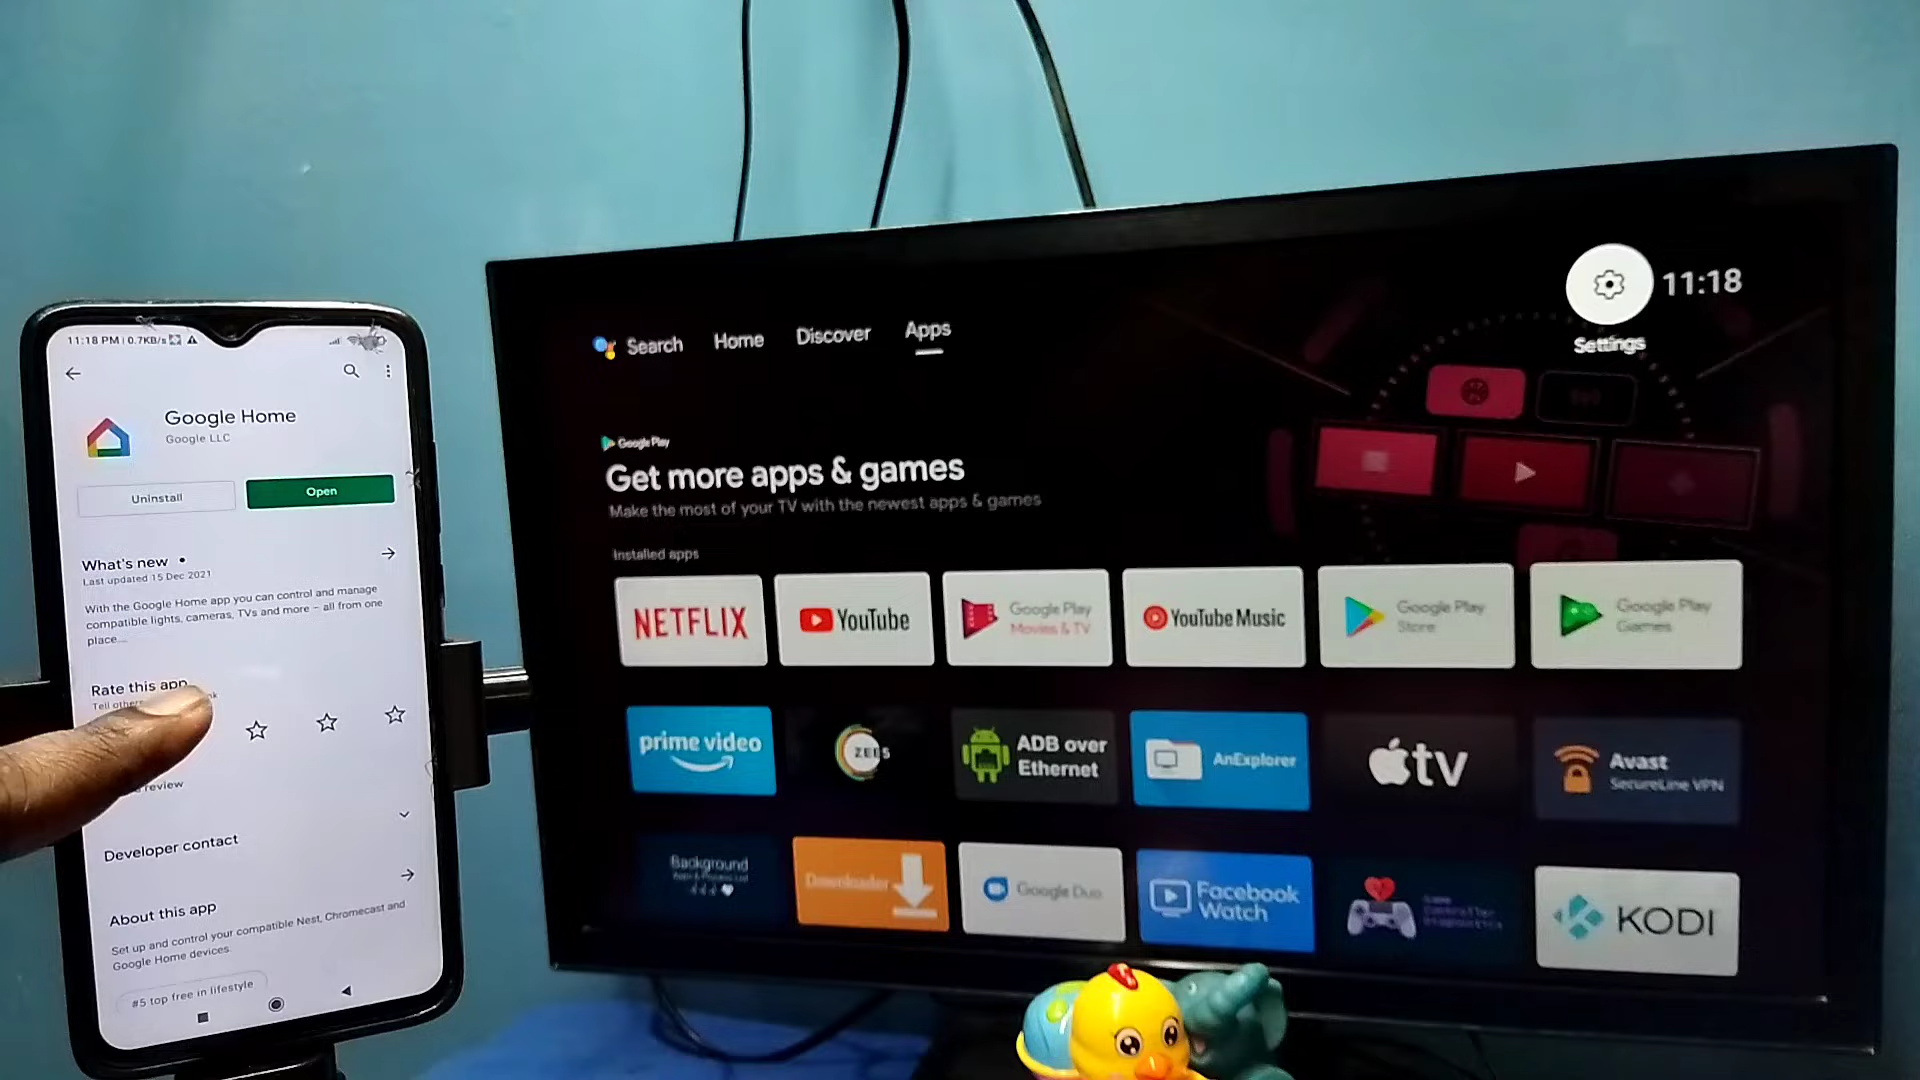 11:18 PM | 0.7KB/s
Google Home
Google LLC
Uninstall
Open
What's new •
Last updated 15 Dec 2021
With the Google Home app you can control and manage
compatible lights, cameras, TVs and more – all from one
place...
Rate this app
Tell others
review
Developer contact
About this app
Set up and control your compatible Nest, Chromecast and
Google Home devices.
#5 top free in lifestyle
Search
Home
Discover
Apps
11:18
Settings
Google Play
Get more apps & games
Make the most of your TV with the newest apps & games
Installed apps
NETFLIX
YouTube
Google Play
Movies & TV
YouTube Music
Google Play
Store
Google Play
Games
prime video
ZEE5
ADB over
Ethernet
AnExplorer
tv
Avast
SecureLine VPN
Background
Downloader
Google Duo
Facebook
Watch
Game
Controller
Diagnostics
KODI